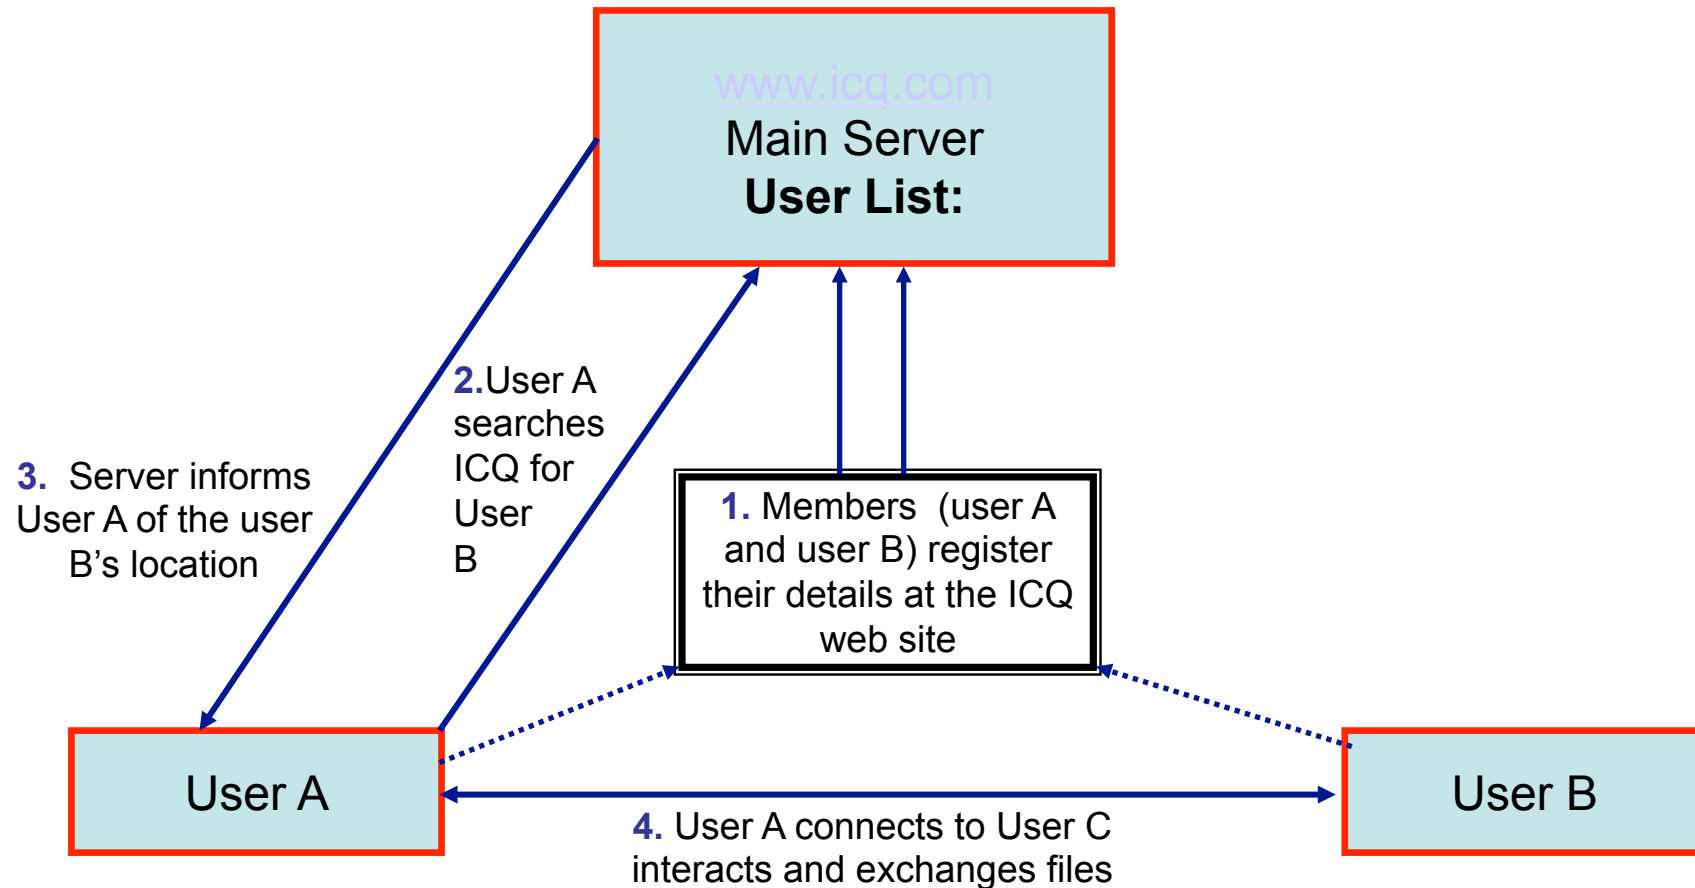 www.icq.com
Main Server
User List:
2.User A
searches
ICQ for
User
B
3. Server informs
User A of the user
B’s location
1. Members (user A
and user B) register
their details at the ICQ
web site
User A
User B
4. User A connects to User C
interacts and exchanges files